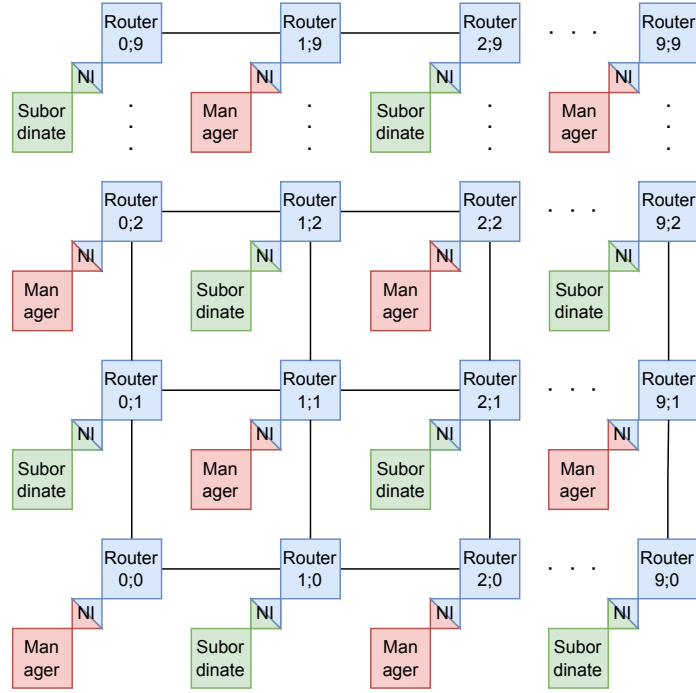 Router
0;9
Router
1;9
Router
2;9
. . .
Router
9;9
NI
NI
NI
NI
Subor
dinate
Man
ager
Subor
dinate
Man
ager
.
.
.
.
.
.
.
.
.
.
.
.
Router
0;2
Router
1;2
Router
2;2
. . .
Router
9;2
NI
NI
NI
NI
Man
ager
Subor
dinate
Man
ager
Subor
dinate
Router
0;1
Router
1;1
Router
2;1
. . .
Router
9;1
NI
NI
NI
NI
Subor
dinate
Man
ager
Subor
dinate
Man
ager
Router
0;0
Router
1;0
Router
2;0
. . .
Router
9;0
NI
NI
NI
NI
Man
ager
Subor
dinate
Man
ager
Subor
dinate